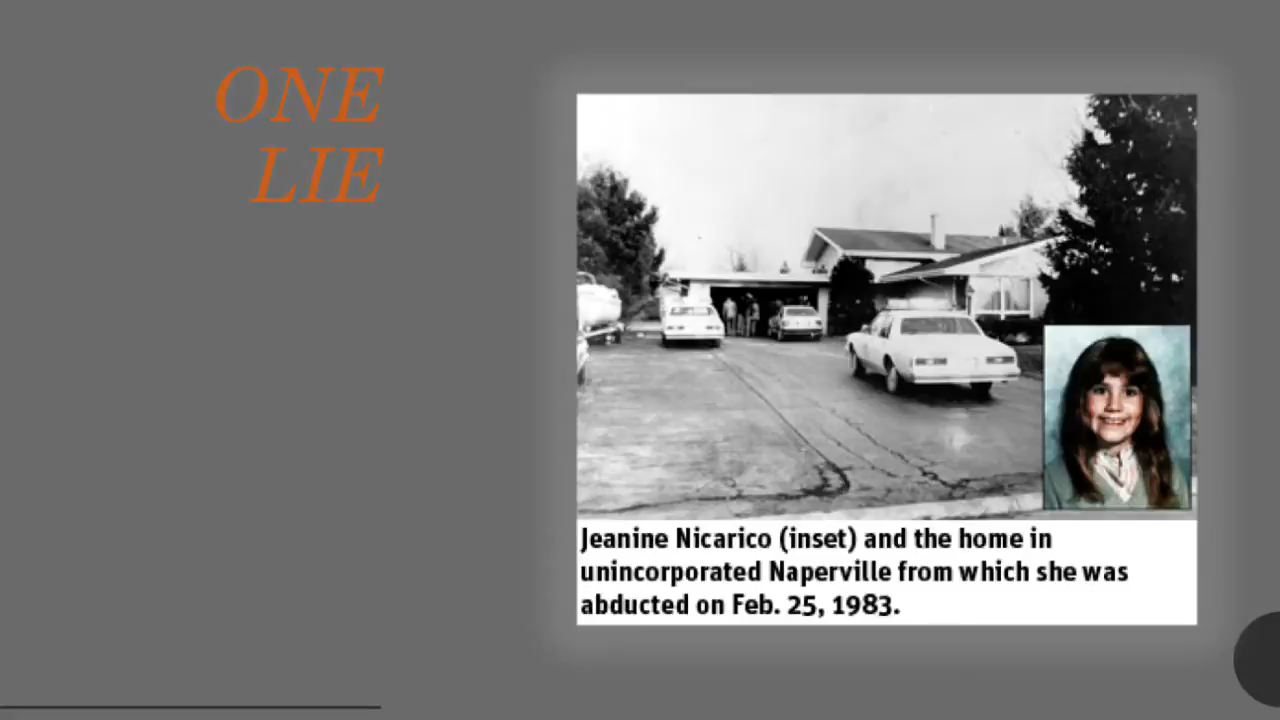 ONE
LIE
Jeanine Nicarico (inset) and the home in
unincorporated Naperville from which she was
abducted on Feb. 25, 1983.